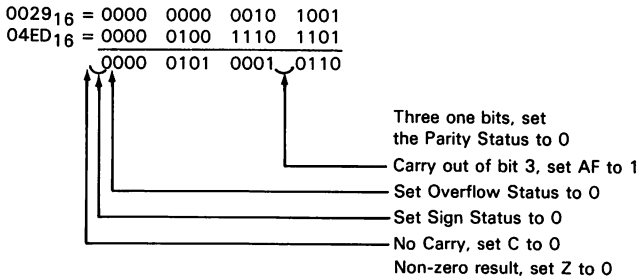 0029₁₆ = 0000 0000 0010 1001
04ED₁₆ = 0000 0100 1110 1101
0000 0101 0001 0110
Three one bits, set
the Parity Status to 0
Carry out of bit 3, set AF to 1
Set Overflow Status to 0
Set Sign Status to 0
No Carry, set C to 0
Non-zero result, set Z to 0